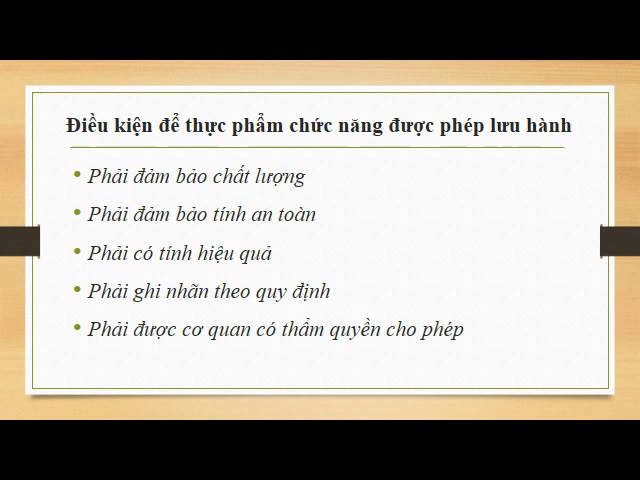 Điều kiện để thực phẩm chức năng được phép lưu hành
• Phải đảm bảo chất lượng
• Phải đảm bảo tính an toàn
• Phải có tính hiệu quả
• Phải ghi nhãn theo quy định
• Phải được cơ quan có thẩm quyền cho phép